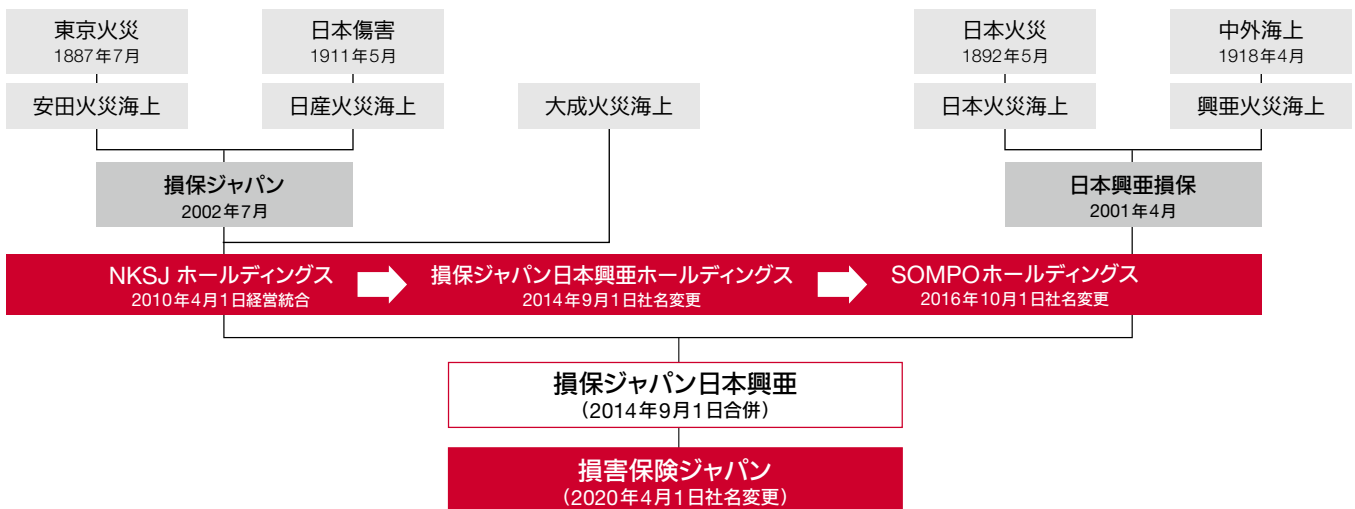 東京火災
1887年7月
日本傷害
1911年5月
日本火災
1892年5月
中外海上
1918年4月
安田火災海上
日産火災海上
大成火災海上
日本火災海上
興亜火災海上
損保ジャパン
2002年7月
日本興亜損保
2001年4月
NKSJ ホールディングス
2010年4月1日経営統合
損保ジャパン日本興亜ホールディングス
2014年9月1日社名変更
SOMPOホールディングス
2016年10月1日社名変更
損保ジャパン日本興亜
（2014年9月1日合併）
損害保険ジャパン
（2020年4月1日社名変更）